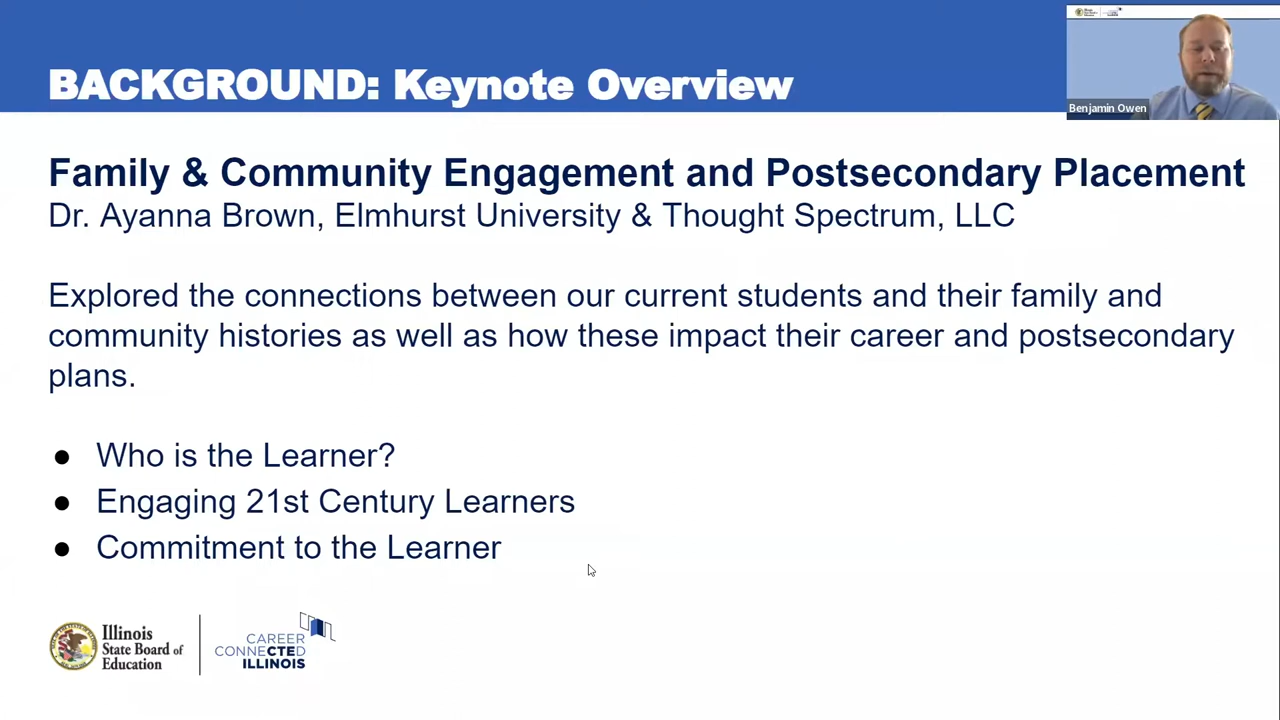 BACKGROUND: Keynote Overview
Benjamin Owen
Family & Community Engagement and Postsecondary Placement
Dr. Ayanna Brown, Elmhurst University & Thought Spectrum, LLC
Explored the connections between our current students and their family and
community histories as well as how these impact their career and postsecondary
plans.
● Who is the Learner?
● Engaging 21st Century Learners
● Commitment to the Learner
Illinois
State Board of
Education
CAREER
CONNECTED
ILLINOIS